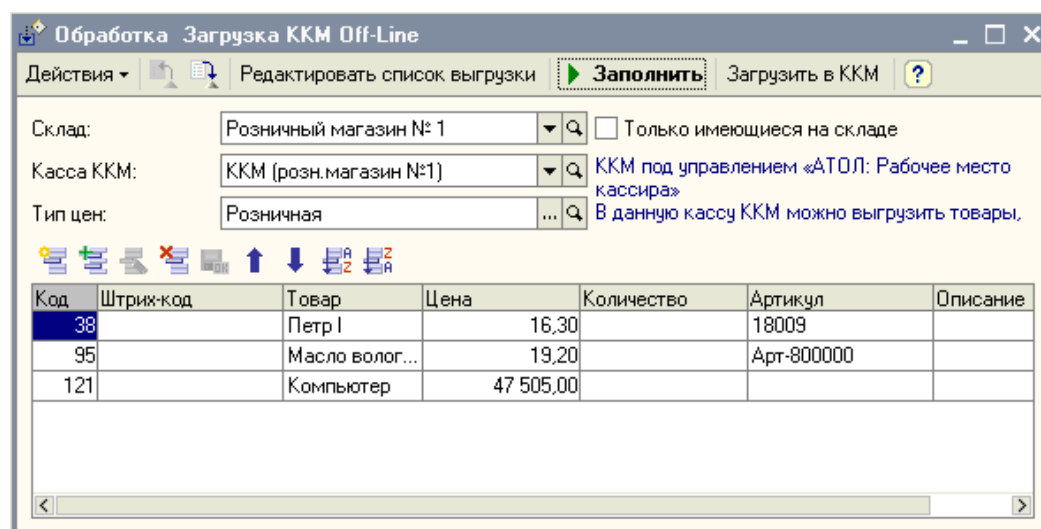 Обработка Загрузка ККМ Off-Line
Действия Редактировать список выгрузки Заполнить Загрузить в ККМ ?
Склад: Розничный магазин № 1 Только имеющиеся на складе
Касса ККМ: ККМ (розн.магазин №1) ККМ под управлением «АТОЛ: Рабочее место
кассира»
Тип цен: Розничная ... В данную кассу ККМ можно выгрузить товары,
Код Штрих-код Товар Цена Количество Артикул Описание
38 Петр I 16,30 18009
95 Масло волог... 19,20 Арт-800000
121 Компьютер 47 505,00